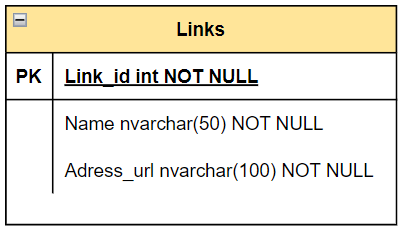 Links
PK Link_id int NOT NULL
Name nvarchar(50) NOT NULL
Adress_url nvarchar(100) NOT NULL